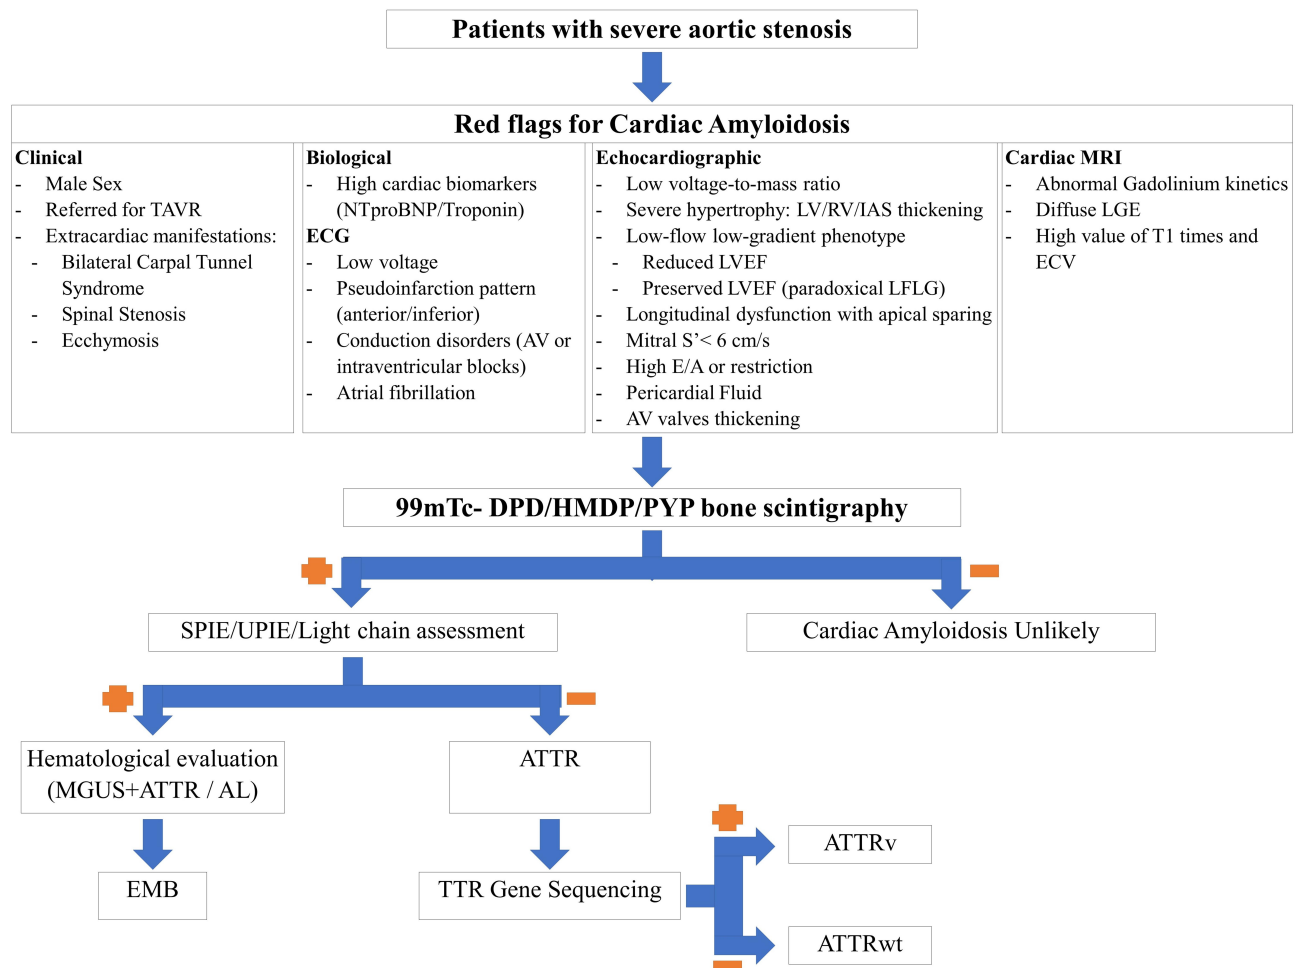 Patients with severe aortic stenosis
Red flags for Cardiac Amyloidosis
Clinical
- Male Sex
- Referred for TAVR
- Extracardiac manifestations:
- Bilateral Carpal Tunnel
Syndrome
- Spinal Stenosis
- Ecchymosis
Biological
- High cardiac biomarkers
(NTproBNP/Troponin)
ECG
- Low voltage
- Pseudoinfarction pattern
(anterior/inferior)
- Conduction disorders (AV or
intraventricular blocks)
- Atrial fibrillation
Echocardiographic
- Low voltage-to-mass ratio
- Severe hypertrophy: LV/RV/IAS thickening
- Low-flow low-gradient phenotype
- Reduced LVEF
- Preserved LVEF (paradoxical LFLG)
- Longitudinal dysfunction with apical sparing
- Mitral S’< 6 cm/s
- High E/A or restriction
- Pericardial Fluid
- AV valves thickening
Cardiac MRI
- Abnormal Gadolinium kinetics
- Diffuse LGE
- High value of T1 times and
ECV
99mTc- DPD/HMDP/PYP bone scintigraphy
SPIE/UPIE/Light chain assessment
Cardiac Amyloidosis Unlikely
Hematological evaluation
(MGUS+ATTR / AL)
ATTR
EMB
TTR Gene Sequencing
ATTRv
ATTRwt